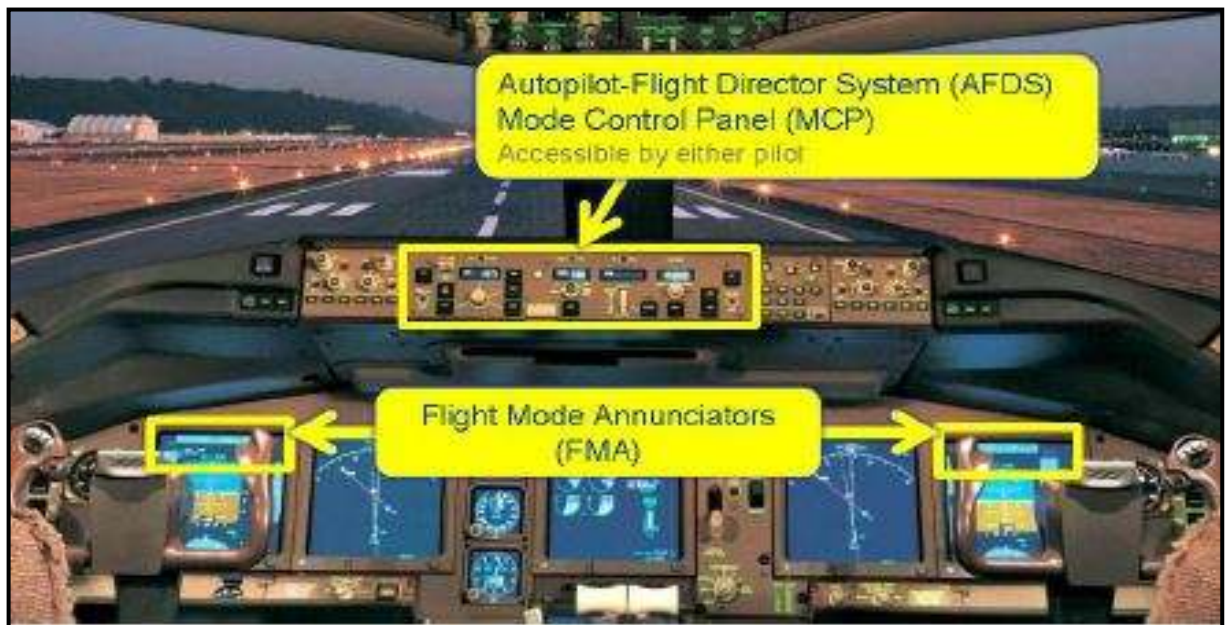 Autopilot-Flight Director System (AFDS)
Mode Control Panel (MCP)
Accessible by either pilot
Flight Mode Annunciators
(FMA)